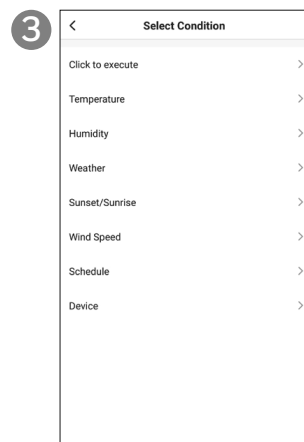 3
Select Condition
Click to execute
Temperature
Humidity
Weather
Sunset/Sunrise
Wind Speed
Schedule
Device